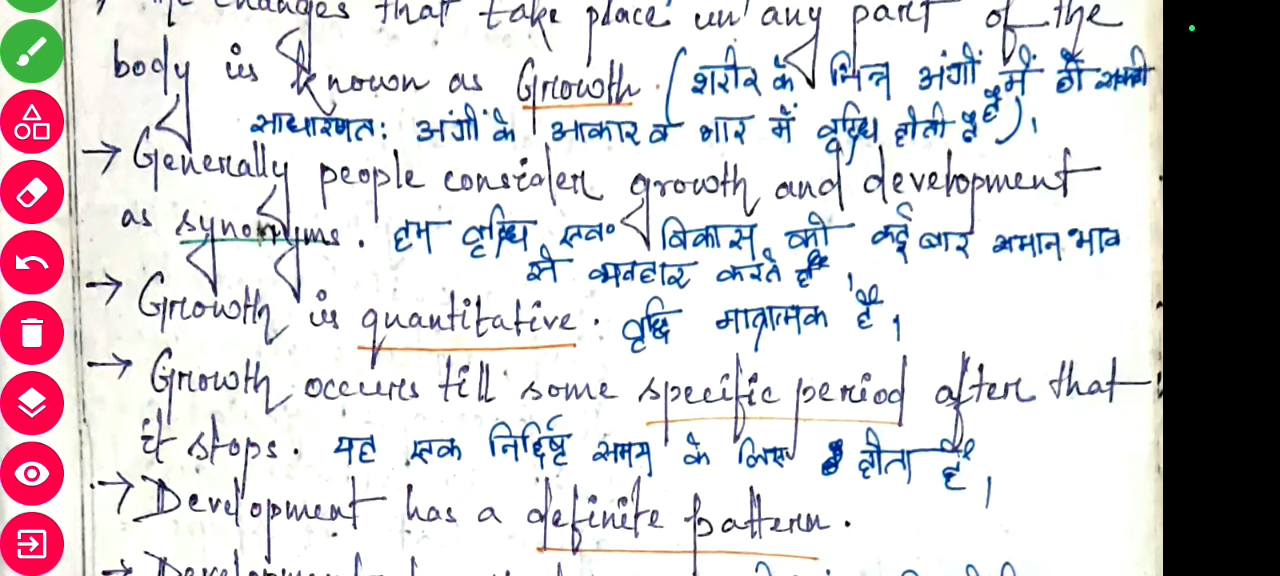 changes that take place in any part of the
body is known as Growth. (शरीर के भिन्न अंगों में हो
साधारणतः अंगों के आकार व भार में वृद्धि होती है)।
→ Generally people consider growth and development
as synonyms. हम वृद्धि एवं विकास को कई बार समान भाव
से व्यवहार करते हैं।
→ Growth is quantitative. वृद्धि मात्रात्मक है।
→ Growth occurs till some specific period after that
it stops. यह एक निर्दिष्ट समय के लिए होता है।
→ Development has a definite pattern.